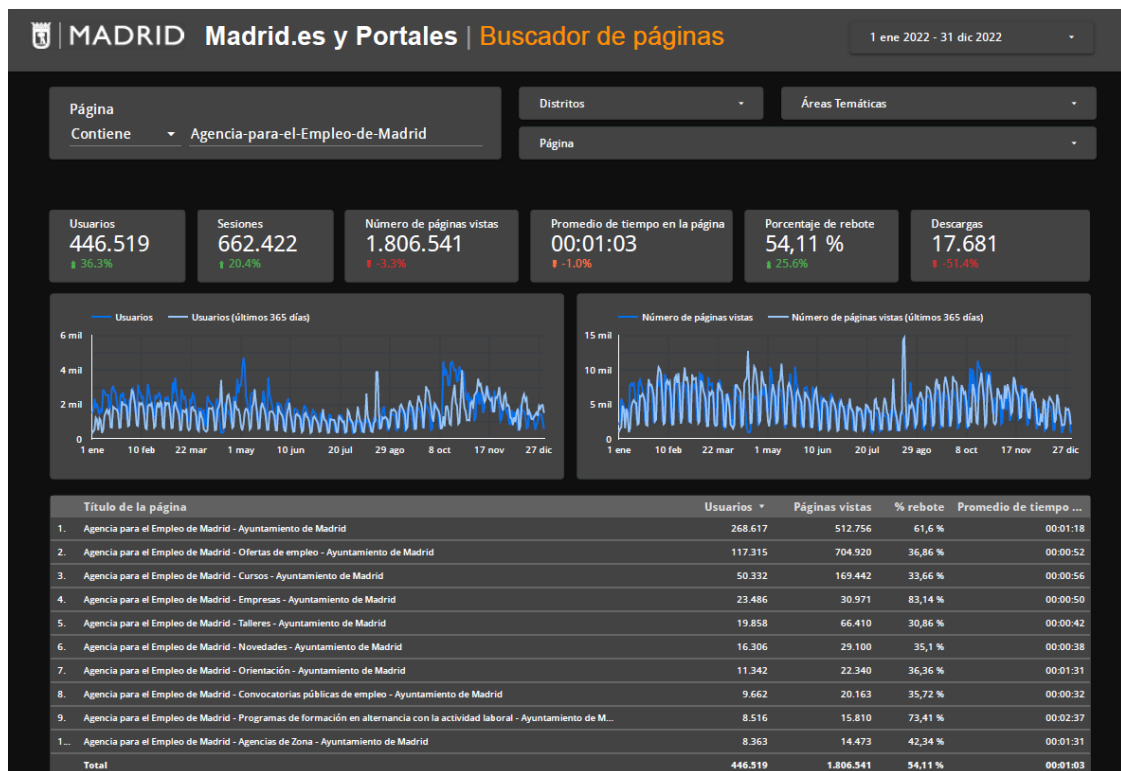 MADRID Madrid.es y Portales | Buscador de páginas
1 ene 2022 - 31 dic 2022
Página
Contiene Agencia-para-el-Empleo-de-Madrid
Distritos
Áreas Temáticas
Página
Usuarios
446.519
36.3%
Sesiones
662.422
20.4%
Número de páginas vistas
1.806.541
-3.3%
Promedio de tiempo en la página
00:01:03
-1.0%
Porcentaje de rebote
54,11 %
25.6%
Descargas
17.681
-51.4%
Usuarios Usuarios (últimos 365 días)
6 mil
4 mil
2 mil
0
1 ene 10 feb 22 mar 1 may 10 jun 20 jul 29 ago 8 oct 17 nov 27 dic
Número de páginas vistas Número de páginas vistas (últimos 365 días)
15 mil
10 mil
5 mil
0
1 ene 10 feb 22 mar 1 may 10 jun 20 jul 29 ago 8 oct 17 nov 27 dic
Título de la página Usuarios Páginas vistas % rebote Promedio de tiempo ...
1. Agencia para el Empleo de Madrid - Ayuntamiento de Madrid 268.617 512.756 61,6 % 00:01:18
2. Agencia para el Empleo de Madrid - Ofertas de empleo - Ayuntamiento de Madrid 117.315 704.920 36,86 % 00:00:52
3. Agencia para el Empleo de Madrid - Cursos - Ayuntamiento de Madrid 50.332 169.442 33,66 % 00:00:56
4. Agencia para el Empleo de Madrid - Empresas - Ayuntamiento de Madrid 23.486 30.971 83,14 % 00:00:50
5. Agencia para el Empleo de Madrid - Talleres - Ayuntamiento de Madrid 19.858 66.410 30,86 % 00:00:42
6. Agencia para el Empleo de Madrid - Novedades - Ayuntamiento de Madrid 16.306 29.100 35,1 % 00:00:38
7. Agencia para el Empleo de Madrid - Orientación - Ayuntamiento de Madrid 11.342 22.340 36,36 % 00:01:31
8. Agencia para el Empleo de Madrid - Convocatorias públicas de empleo - Ayuntamiento de Madrid 9.662 20.163 35,72 % 00:00:32
9. Agencia para el Empleo de Madrid - Programas de formación en alternancia con la actividad laboral - Ayuntamiento de M... 8.516 15.810 73,41 % 00:02:37
1... Agencia para el Empleo de Madrid - Agencias de Zona - Ayuntamiento de Madrid 8.363 14.473 42,34 % 00:01:31
Total 446.519 1.806.541 54,11 % 00:01:03